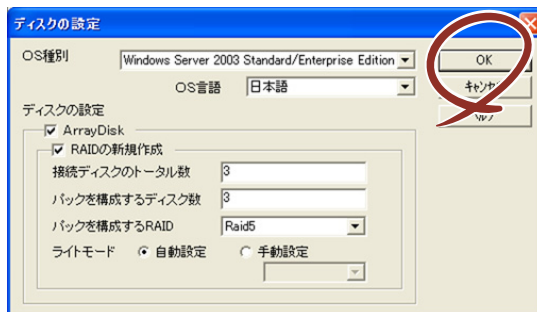 ディスクの設定
OS種別 Windows Server 2003 Standard/Enterprise Edition
OK
OS言語 日本語
キャンセル
ディスクの設定
ArrayDisk
RAIDの新規作成
接続ディスクのトータル数 3
パックを構成するディスク数 3
パックを構成するRAID Raid5
ライトモード 自動設定 手動設定